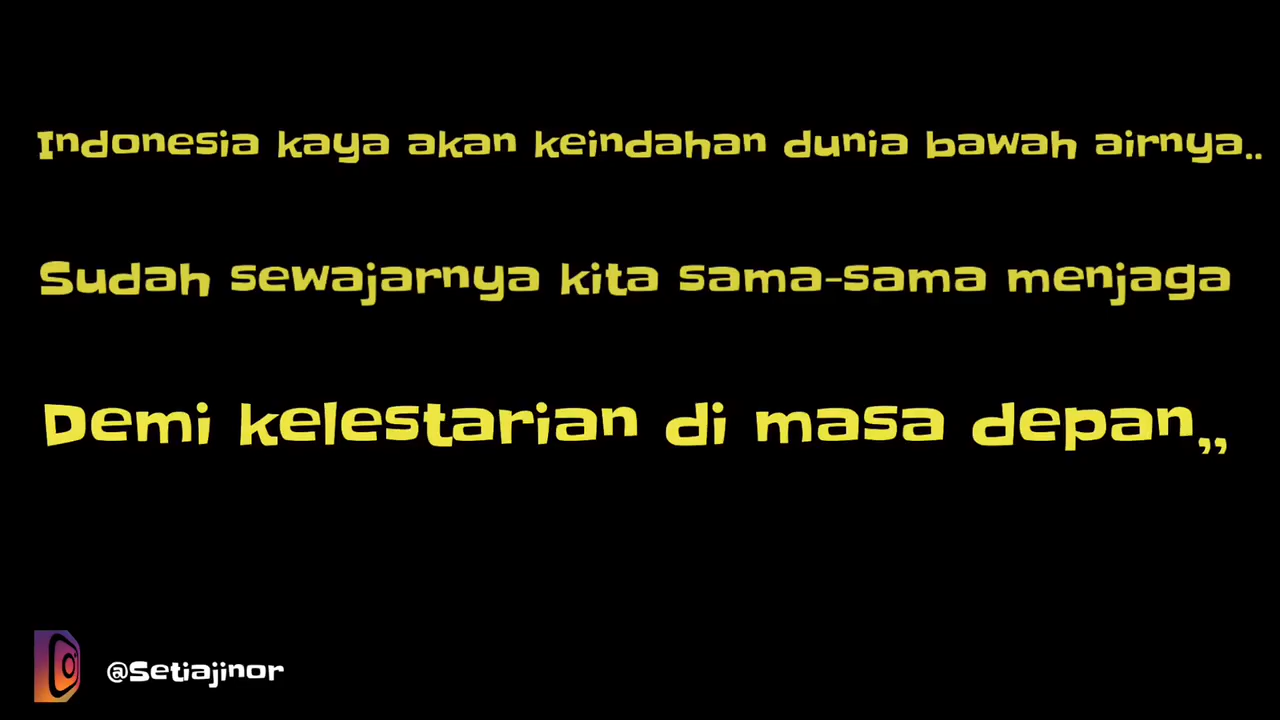 Indonesia kaya akan keindahan dunia bawah airnya..
Sudah sewajarnya kita sama-sama menjaga
Demi kelestarian di masa depan,,
@Setiajinor